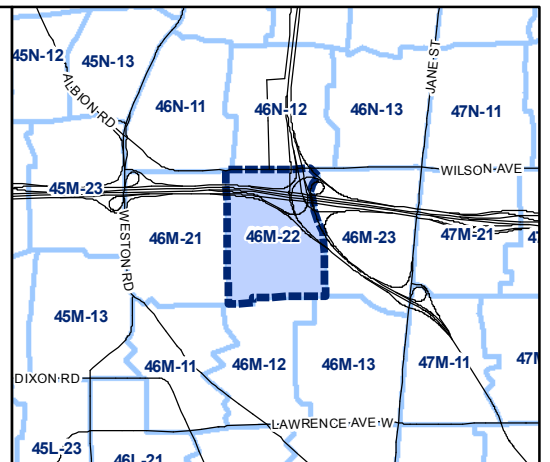 45N-12
45N-13
JANE ST
ALBION RD
46N-11
46N-12
46N-13
47N-11
WILSON AVE
45M-23
WESTON RD
46M-21
46M-22
46M-23
47M-21
47
45M-13
46M-11
46M-12
46M-13
47M-11
47M
DIXON RD
LAWRENCE AVE W
45L-23
46L-21